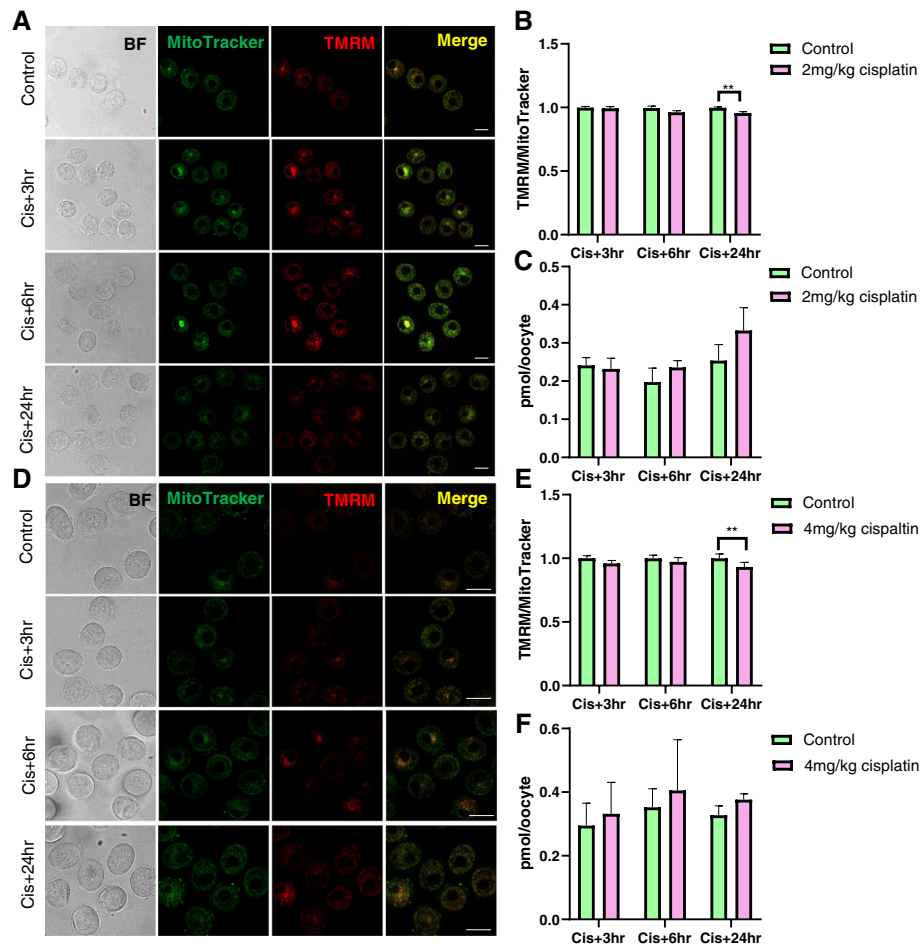 A
BF
MitoTracker
TMRM
Merge
Control
Cis+3hr
Cis+6hr
Cis+24hr
B
TMRM/MitoTracker
1.5
1.0
0.5
0.0
**
Cis+3hr
Cis+6hr
Cis+24hr
Control
2mg/kg cisplatin
C
pmol/oocyte
0.5
0.4
0.3
0.2
0.1
0.0
Cis+3hr
Cis+6hr
Cis+24hr
Control
2mg/kg cisplatin
D
BF
MitoTracker
TMRM
Merge
Control
Cis+3hr
Cis+6hr
Cis+24hr
E
TMRM/MitoTracker
1.5
1.0
0.5
0.0
**
Cis+3hr
Cis+6hr
Cis+24hr
Control
4mg/kg cispaltin
F
pmol/oocyte
0.6
0.4
0.2
0.0
Cis+3hr
Cis+6hr
Cis+24hr
Control
4mg/kg cisplatin